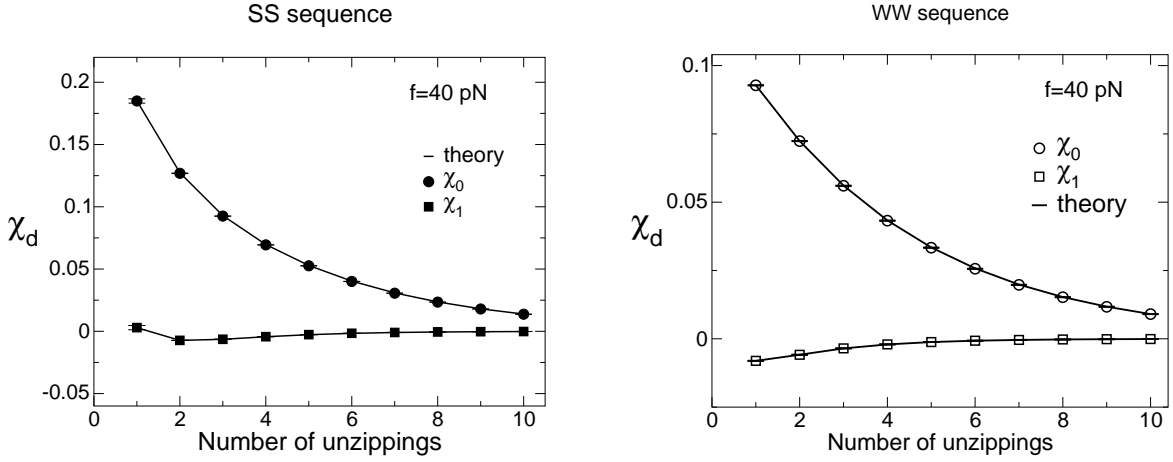 SS sequence
0.2
0.15
0.1
0.05
0
-0.05
χd
f=40 pN
theory
χ0
χ1
0 2 4 6 8 10
Number of unzippings
WW sequence
0.1
0.05
0
χd
f=40 pN
χ0
χ1
theory
0 2 4 6 8 10
Number of unzippings